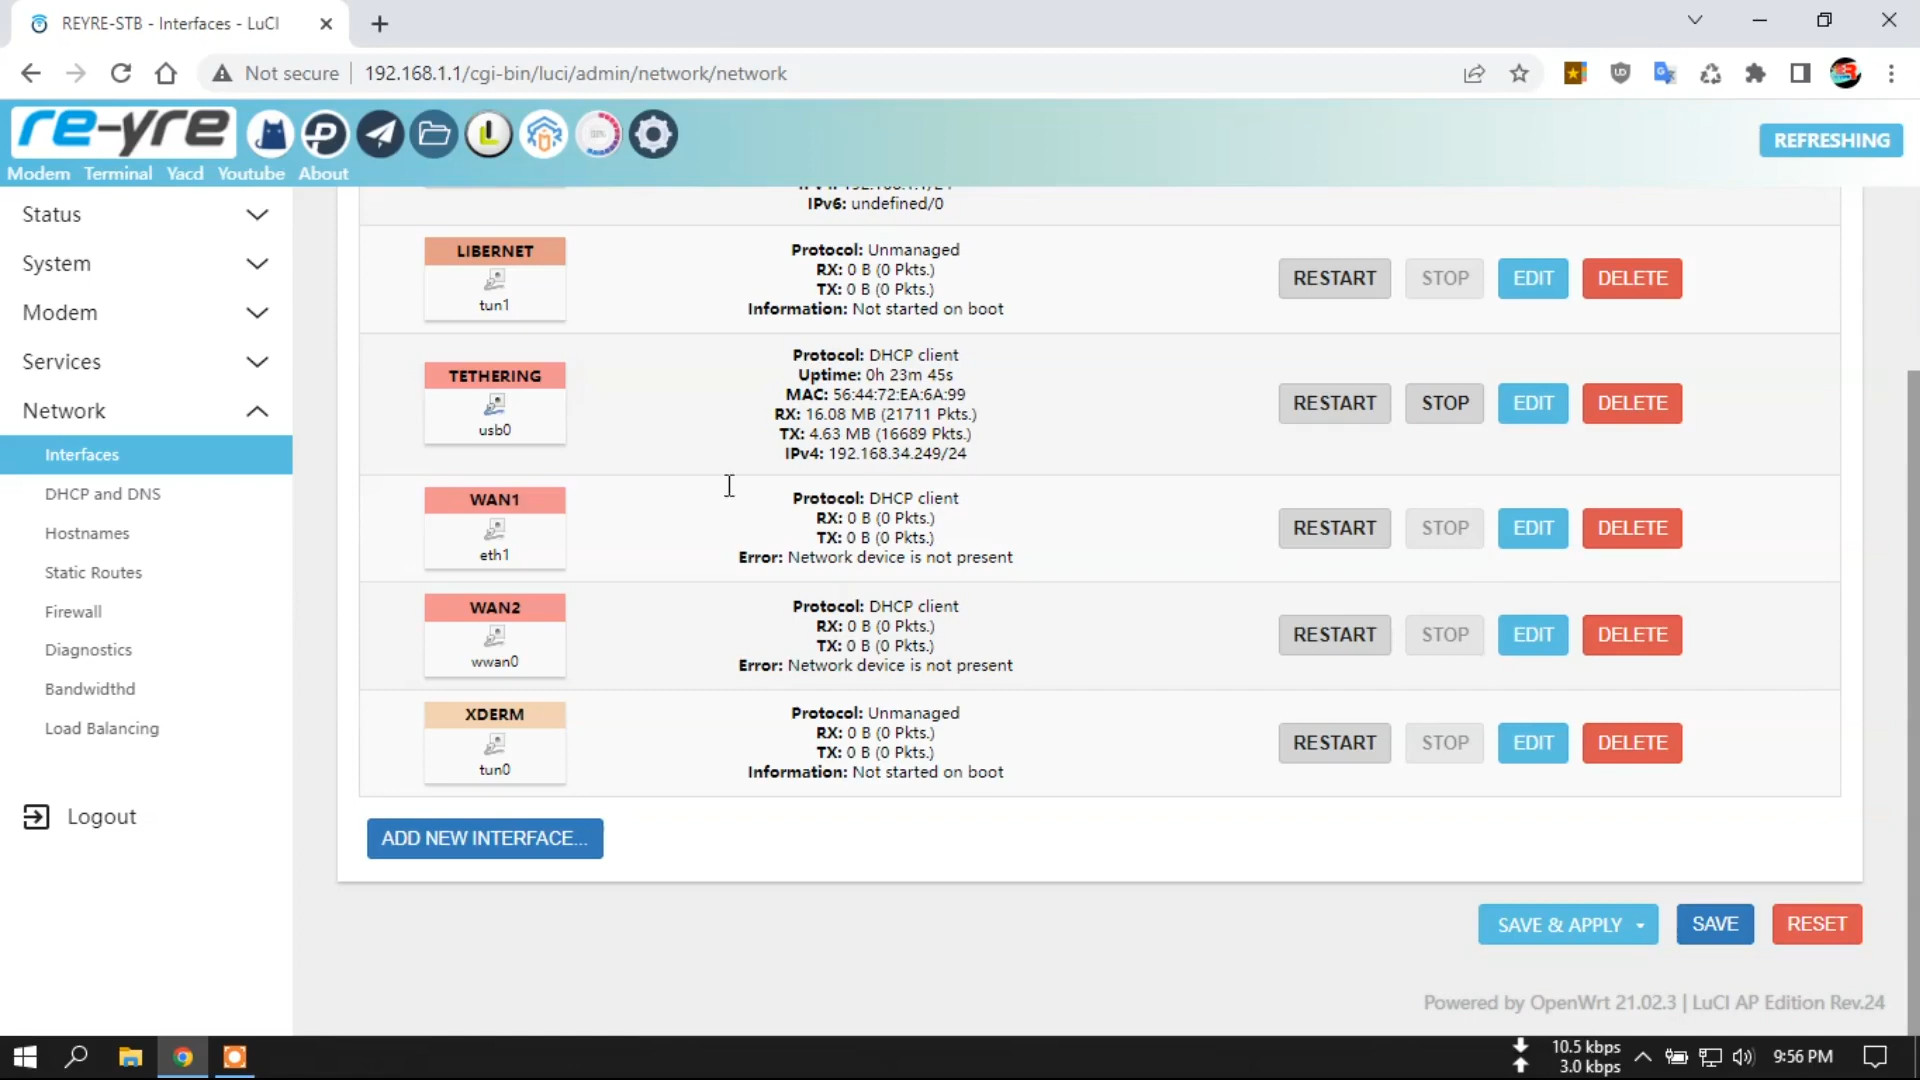 REYRE-STB - Interfaces - LuCI
Not secure
192.168.1.1/cgi-bin/luci/admin/network/network
re-yre
Modem Terminal Yacd Youtube About
REFRESHING
Status
System
Modem
Services
Network
Interfaces
DHCP and DNS
Hostnames
Static Routes
Firewall
Diagnostics
Bandwidthd
Load Balancing
Logout
IPv6: undefined/0
LIBERNET
tun1
Protocol: Unmanaged
RX: 0 B (0 Pkts.)
TX: 0 B (0 Pkts.)
Information: Not started on boot
RESTART STOP EDIT DELETE
TETHERING
usb0
Protocol: DHCP client
Uptime: 0h 23m 45s
MAC: 56:44:72:EA:6A:99
RX: 16.08 MB (21711 Pkts.)
TX: 4.63 MB (16689 Pkts.)
IPv4: 192.168.34.249/24
RESTART STOP EDIT DELETE
WAN1
eth1
Protocol: DHCP client
RX: 0 B (0 Pkts.)
TX: 0 B (0 Pkts.)
Error: Network device is not present
RESTART STOP EDIT DELETE
WAN2
wwan0
Protocol: DHCP client
RX: 0 B (0 Pkts.)
TX: 0 B (0 Pkts.)
Error: Network device is not present
RESTART STOP EDIT DELETE
XDERM
tun0
Protocol: Unmanaged
RX: 0 B (0 Pkts.)
TX: 0 B (0 Pkts.)
Information: Not started on boot
RESTART STOP EDIT DELETE
ADD NEW INTERFACE...
SAVE & APPLY SAVE RESET
Powered by OpenWrt 21.02.3 | LuCI AP Edition Rev.24
10.5 kbps
3.0 kbps
9:56 PM